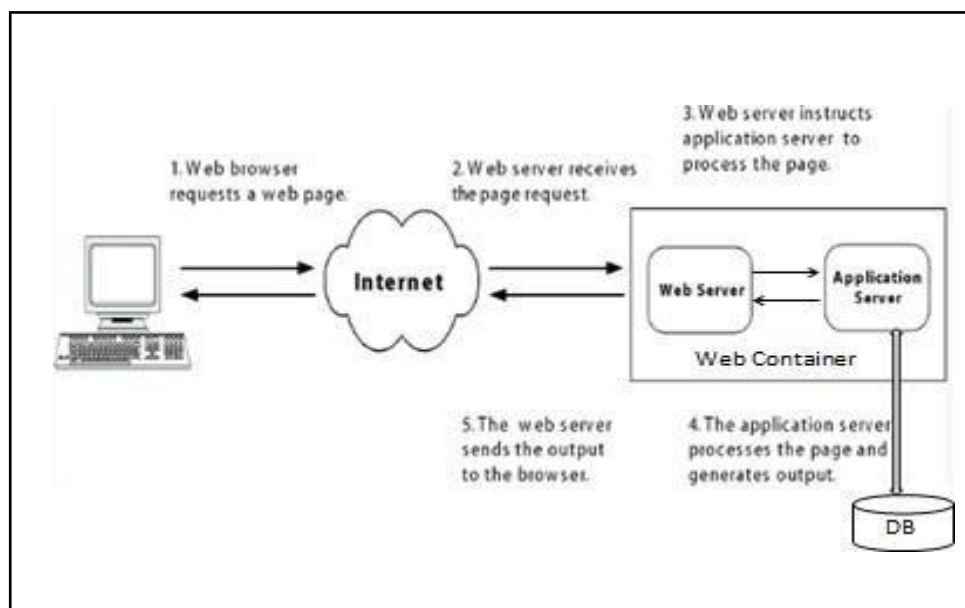 3. Web server instructs
application server to
process the page.
1. Web browser
requests a web page.
2. Web server receives
the page request.
Internet
Web Server
Application
Server
Web Container
5. The web server
sends the output
to the browser.
4. The application server
processes the page and
generates output.
DB